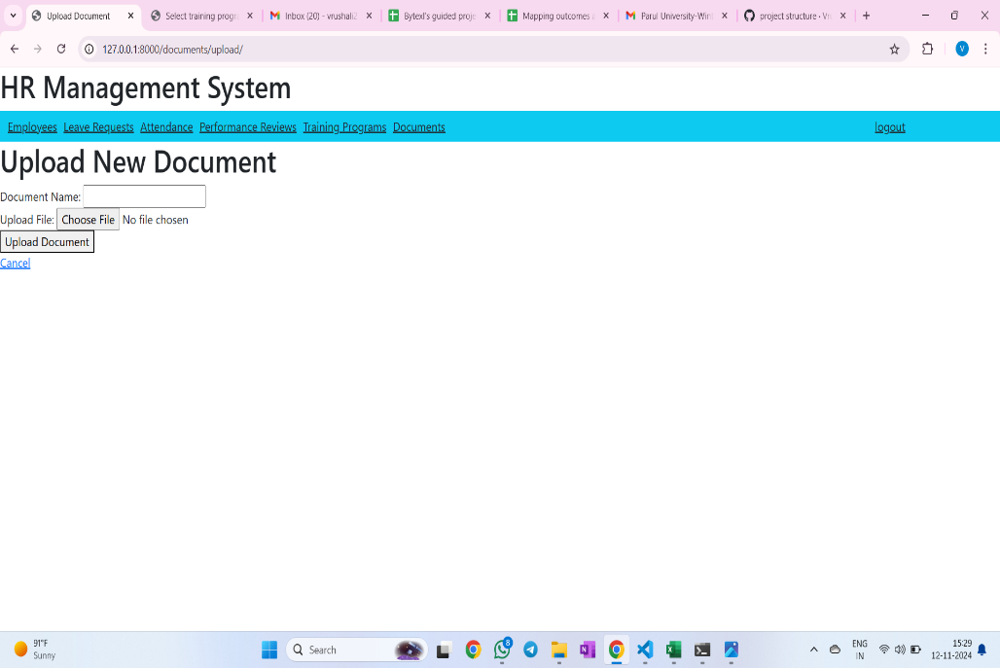 Upload Document
Select training progr
Inbox (20) - vrushali2
Bytexl's guided proje
Mapping outcomes a
Parul University-Win
project structure · Vr
127.0.0.1:8000/documents/upload/
V
HR Management System
Employees Leave Requests Attendance Performance Reviews Training Programs Documents logout
Upload New Document
Document Name:
Upload File: Choose File No file chosen
Upload Document
Cancel
91°F
Sunny
Search
8
ENG
IN
15:29
12-11-2024